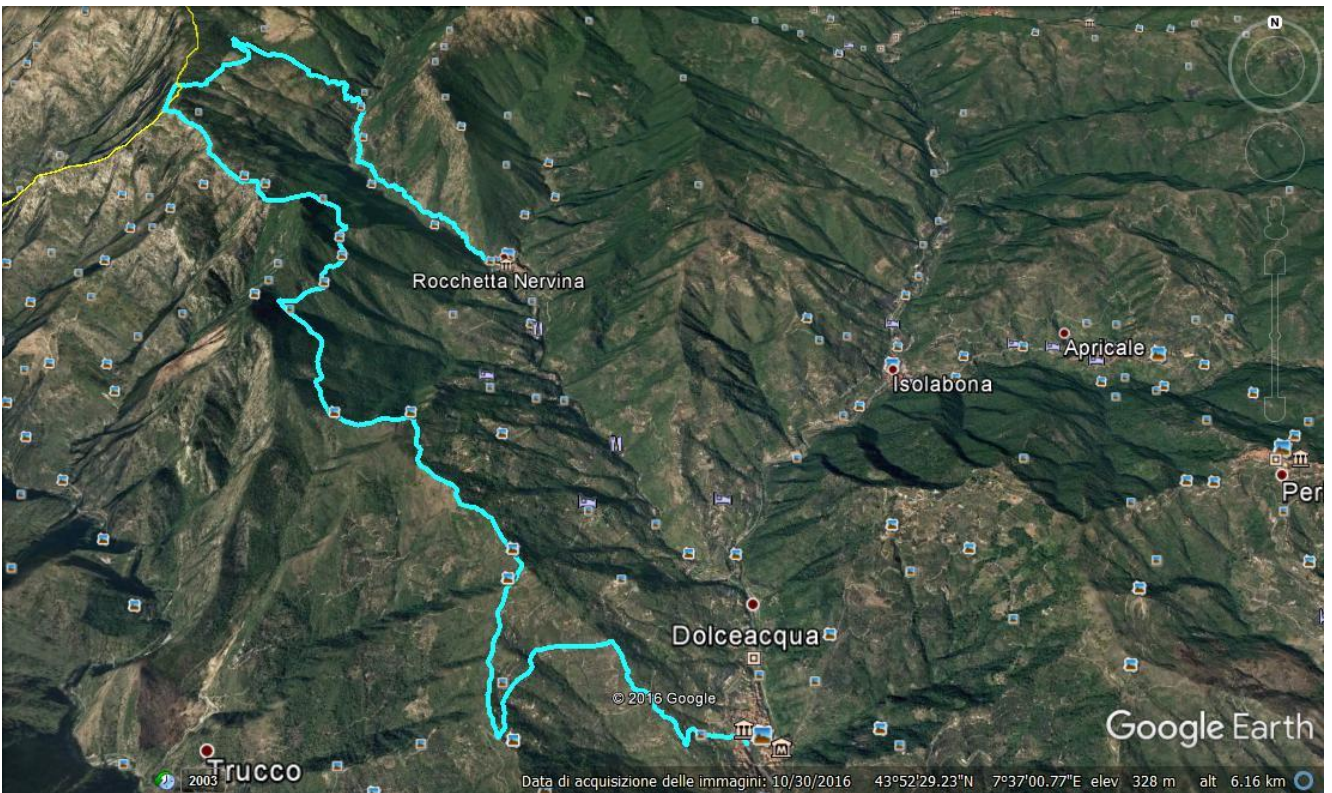 N
Rocchetta Nervina
Apricale
Isolabona
Per
Dolceacqua
© 2016 Google
Google Earth
Trucco
2003
Data di acquisizione delle immagini: 10/30/2016 43°52'29.23"N 7°37'00.77"E elev 328 m alt 6.16 km